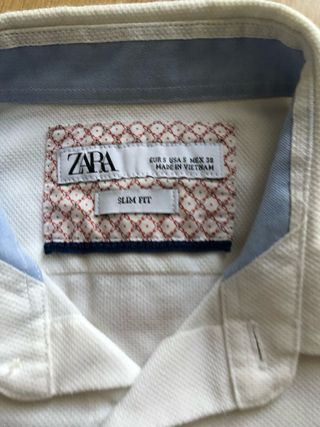 ZARA
EUR S USA S MEX 38
MADE IN VIETNAM
SLIM FIT